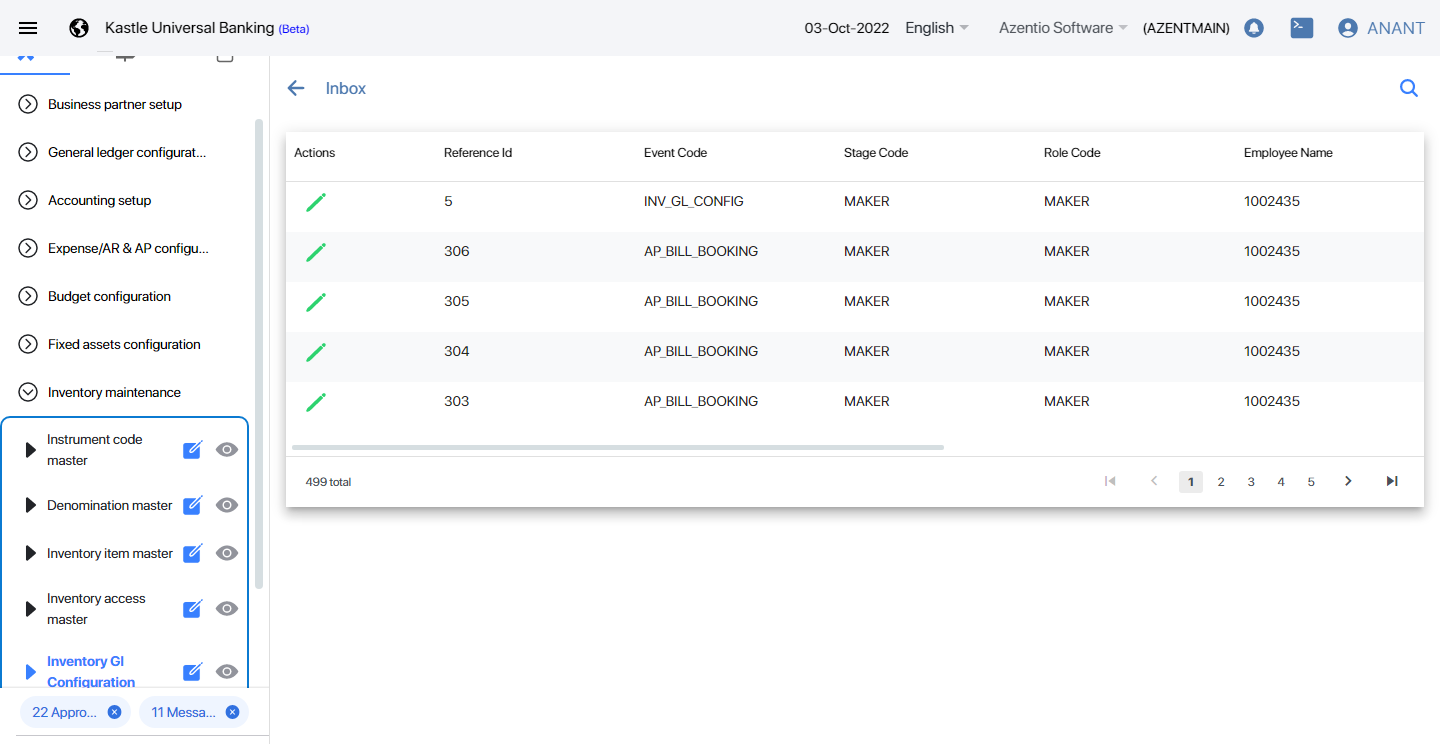 Kastle Universal Banking (Beta)
03-Oct-2022 English Azentio Software (AZENTMAIN) ANANT
Business partner setup
General ledger configurat...
Accounting setup
Expense/AR & AP configu...
Budget configuration
Fixed assets configuration
Inventory maintenance
Instrument code
master
Denomination master
Inventory item master
Inventory access
master
Inventory Gl
Configuration
22 Appro... 11 Messa...
Inbox
Actions Reference Id Event Code Stage Code Role Code Employee Name
5 INV_GL_CONFIG MAKER MAKER 1002435
306 AP_BILL_BOOKING MAKER MAKER 1002435
305 AP_BILL_BOOKING MAKER MAKER 1002435
304 AP_BILL_BOOKING MAKER MAKER 1002435
303 AP_BILL_BOOKING MAKER MAKER 1002435
499 total 1 2 3 4 5